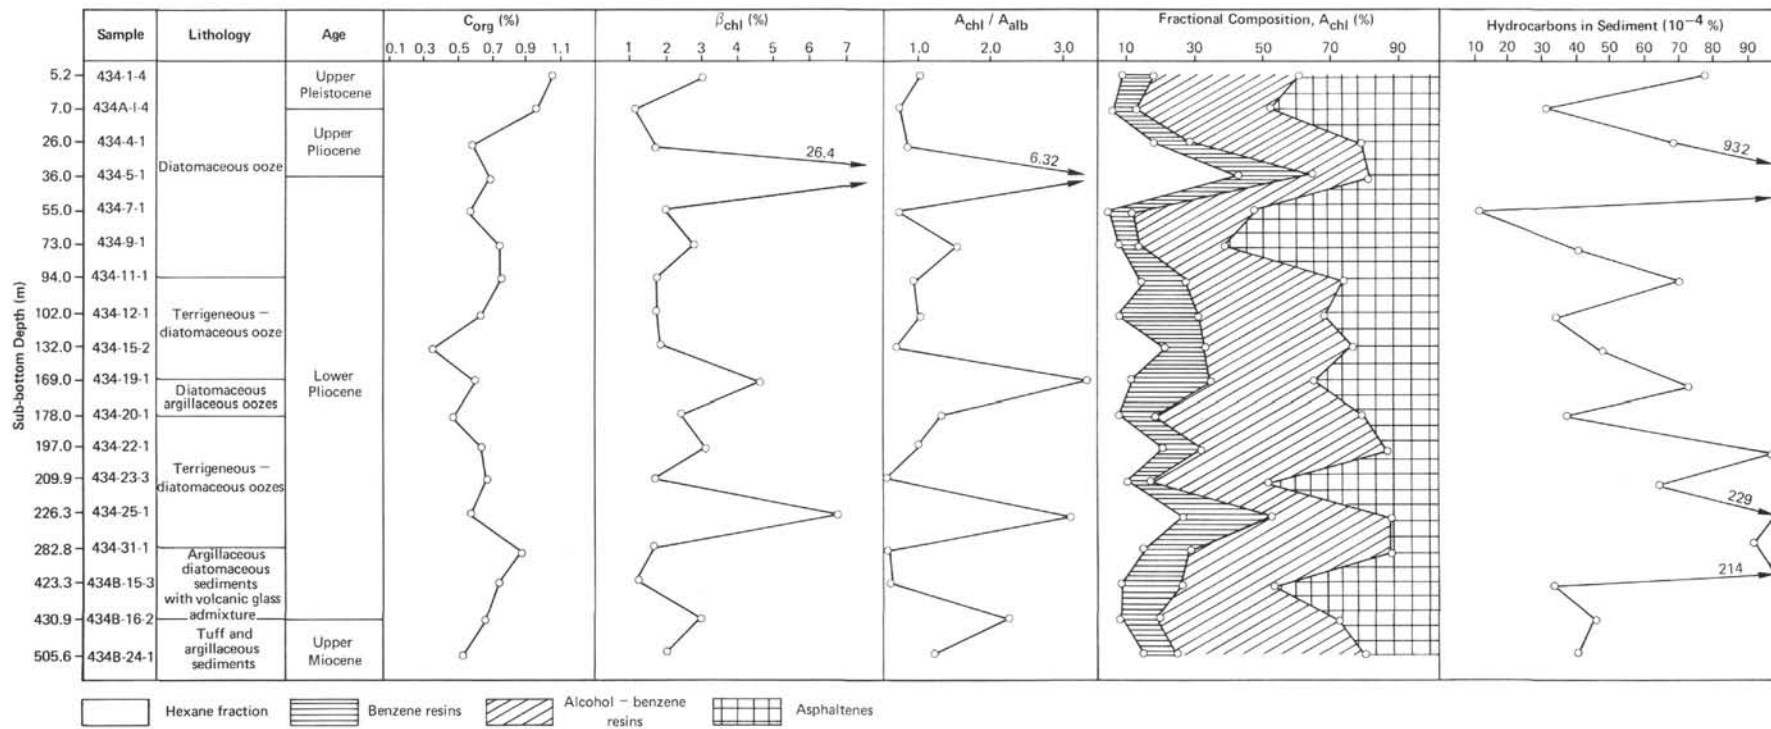 Sample Lithology Age C_org (%) β_chl (%) A_chl / A_alb Fractional Composition, A_chl (%) Hydrocarbons in Sediment (10⁻⁴ %)
0.1 0.3 0.5 0.7 0.9 1.1
1 2 3 4 5 6 7
1.0 2.0 3.0
10 30 50 70 90
10 20 30 40 50 60 70 80 90
Sub-bottom Depth (m)
5.2 434-1-4
7.0 434A-I-4
26.0 434-4-1
36.0 434-5-1
55.0 434-7-1
73.0 434-9-1
94.0 434-11-1
102.0 434-12-1
132.0 434-15-2
169.0 434-19-1
178.0 434-20-1
197.0 434-22-1
209.9 434-23-3
226.3 434-25-1
282.8 434-31-1
423.3 434B-15-3
430.9 434B-16-2
505.6 434B-24-1
Diatomaceous ooze
Terrigeneous –
diatomaceous ooze
Diatomaceous
argillaceous oozes
Terrigeneous –
diatomaceous oozes
Argillaceous
diatomaceous
sediments
with volcanic glass
admixture
Tuff and
argillaceous
sediments
Upper
Pleistocene
Upper
Pliocene
Lower
Pliocene
Upper
Miocene
26.4
6.32
932
229
214
Hexane fraction
Benzene resins
Alcohol – benzene
resins
Asphaltenes